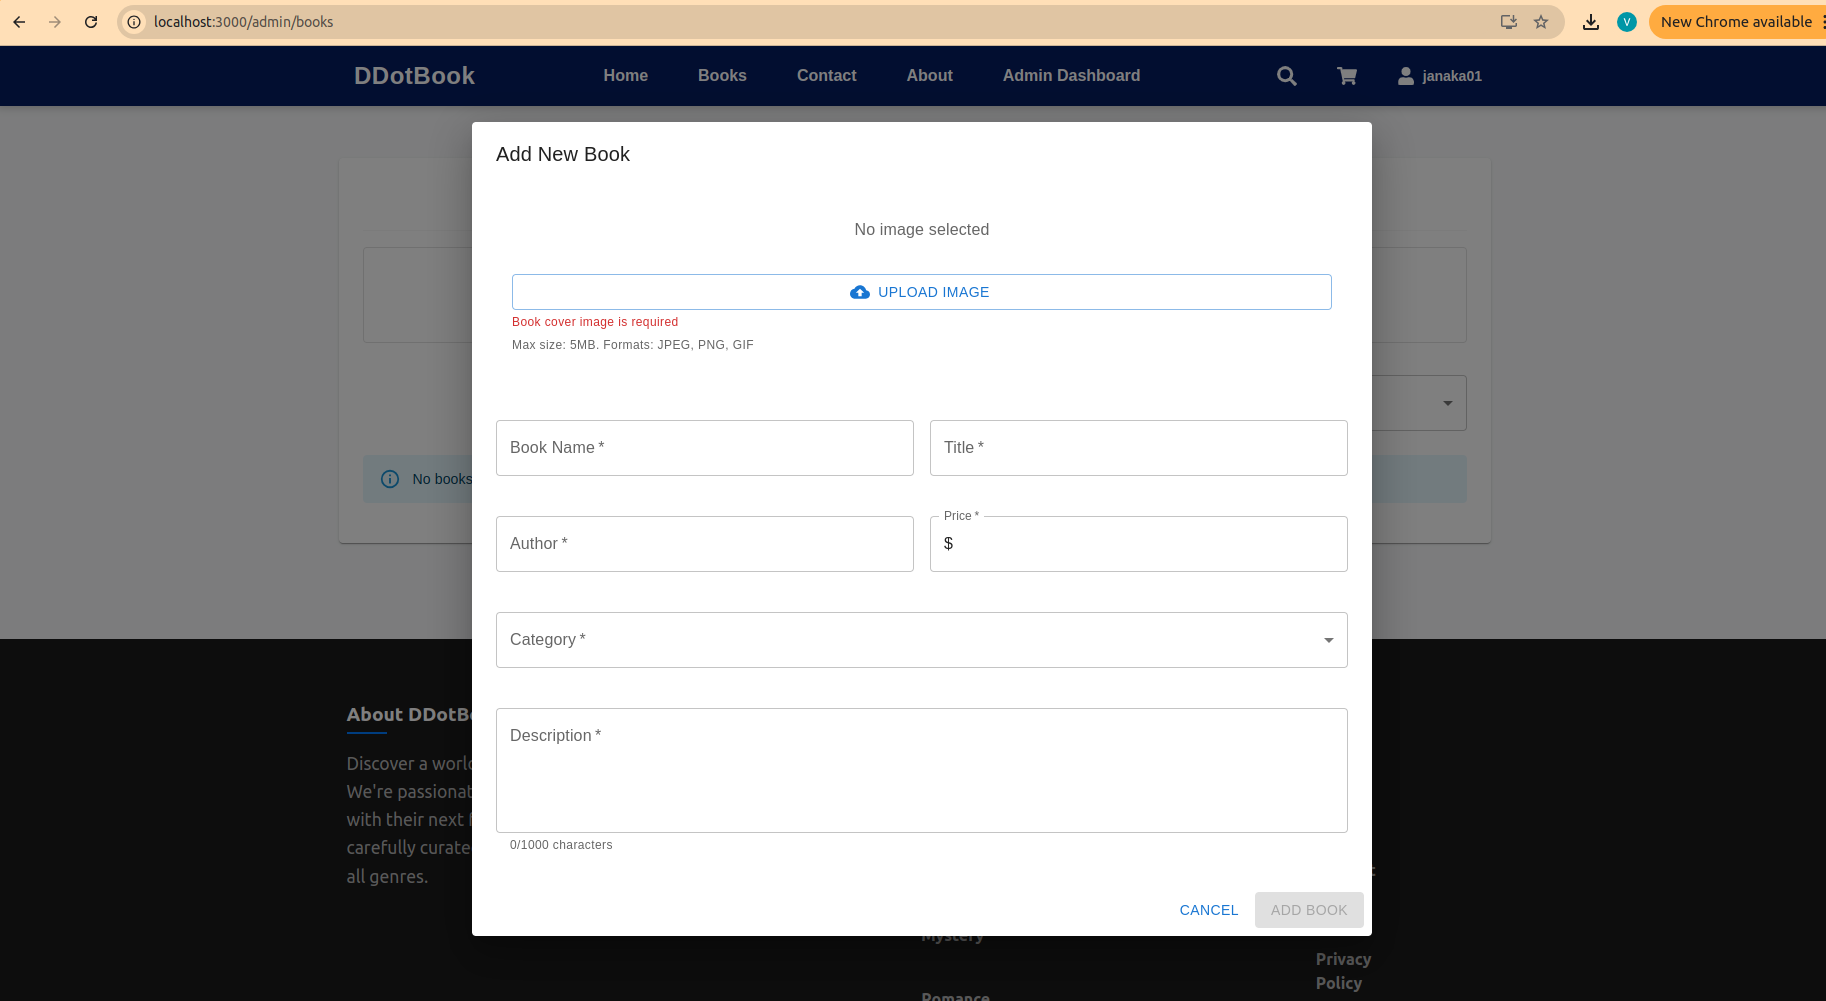 localhost:3000/admin/books
V
New Chrome available
DDotBook
Home
Books
Contact
About
Admin Dashboard
janaka01
Add New Book
No image selected
UPLOAD IMAGE
Book cover image is required
Max size: 5MB. Formats: JPEG, PNG, GIF
Book Name *
Title *
No books
Author *
Price *
$
Category *
About DDotB
Description *
Discover a world
We're passionat
with their next
carefully curate
all genres.
0/1000 characters
CANCEL
ADD BOOK
Mystery
Privacy
Policy
Romance